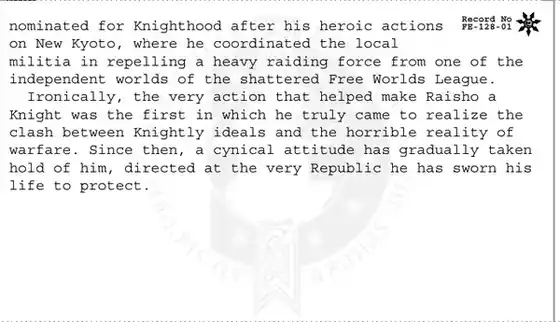 nominated for Knighthood after his heroic actions
Record No
FE-128-01
on New Kyoto, where he coordinated the local
militia in repelling a heavy raiding force from one of the
independent worlds of the shattered Free Worlds League.
Ironically, the very action that helped make Raisho a
Knight was the first in which he truly came to realize the
clash between Knightly ideals and the horrible reality of
warfare. Since then, a cynical attitude has gradually taken
hold of him, directed at the very Republic he has sworn his
life to protect.